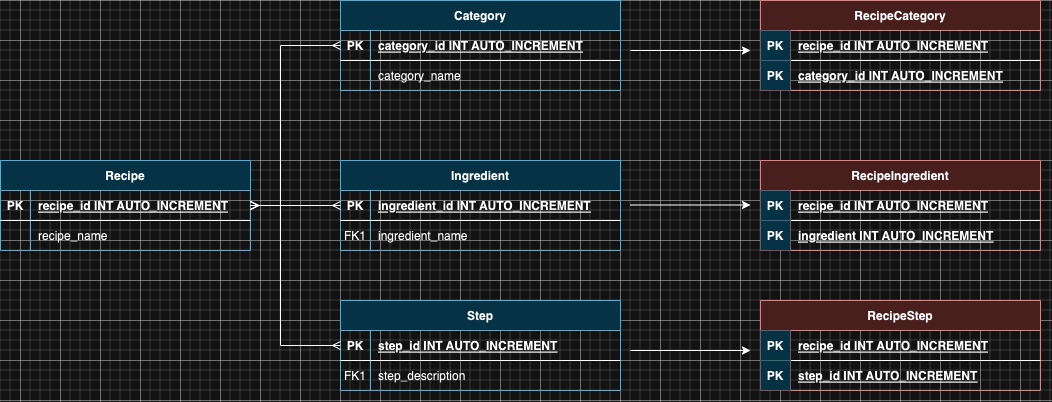 Category
PK category_id INT AUTO_INCREMENT
category_name
RecipeCategory
PK recipe_id INT AUTO_INCREMENT
PK category_id INT AUTO_INCREMENT
Recipe
PK recipe_id INT AUTO_INCREMENT
recipe_name
Ingredient
PK ingredient_id INT AUTO_INCREMENT
FK1 ingredient_name
RecipeIngredient
PK recipe_id INT AUTO_INCREMENT
PK ingredient INT AUTO_INCREMENT
Step
PK step_id INT AUTO_INCREMENT
FK1 step_description
RecipeStep
PK recipe_id INT AUTO_INCREMENT
PK step_id INT AUTO_INCREMENT